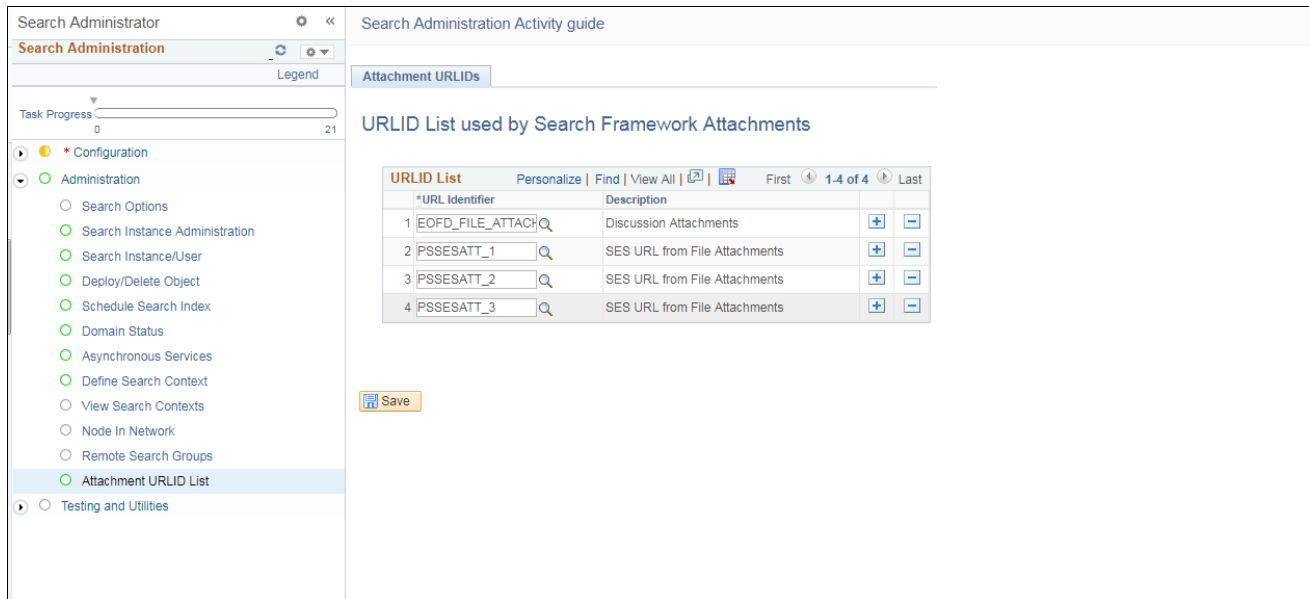 Search Administrator
Search Administration
Legend
Task Progress
0 21
* Configuration
Administration
Search Options
Search Instance Administration
Search Instance/User
Deploy/Delete Object
Schedule Search Index
Domain Status
Asynchronous Services
Define Search Context
View Search Contexts
Node In Network
Remote Search Groups
Attachment URLID List
Testing and Utilities
Search Administration Activity guide
Attachment URLIDs
URLID List used by Search Framework Attachments
URLID List Personalize | Find | View All | | First 1-4 of 4 Last
*URL Identifier Description
1 EOFD_FILE_ATTACH Discussion Attachments
2 PSSESATT_1 SES URL from File Attachments
3 PSSESATT_2 SES URL from File Attachments
4 PSSESATT_3 SES URL from File Attachments
Save